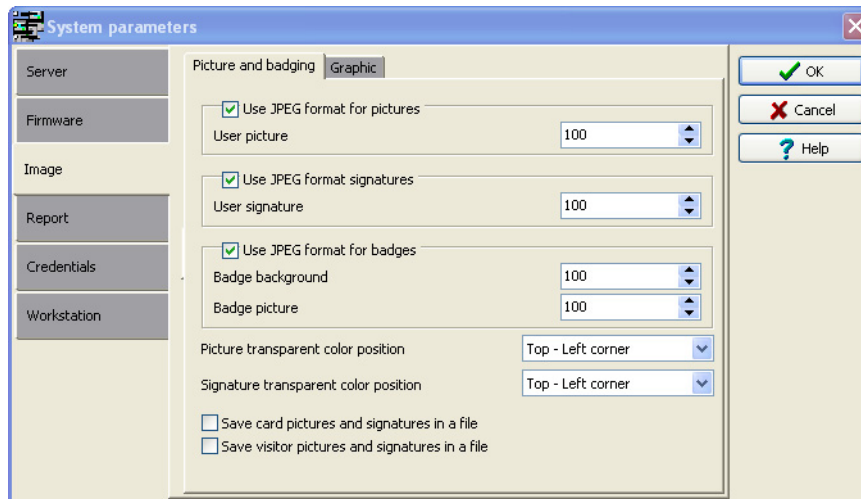 System parameters
Server
Firmware
Image
Report
Credentials
Workstation
Picture and badging
Graphic
Use JPEG format for pictures
User picture 100
Use JPEG format signatures
User signature 100
Use JPEG format for badges
Badge background 100
Badge picture 100
Picture transparent color position Top - Left corner
Signature transparent color position Top - Left corner
Save card pictures and signatures in a file
Save visitor pictures and signatures in a file
OK
Cancel
Help